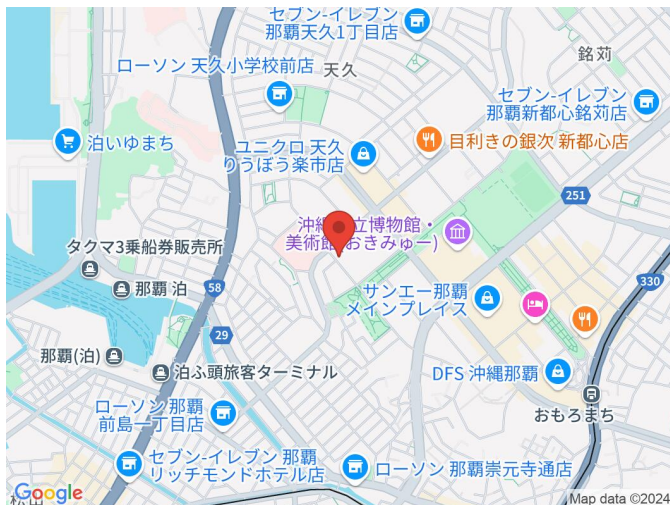 セブン-イレブン
那覇天久1丁目店
天久
銘苅
ローソン 天久小学校前店
セブン-イレブン
那覇新都心銘苅店
泊いゆまち
ユニクロ 天久
りうぼう楽市店
目利きの銀次 新都心店
251
沖縄 立博物館・
美術館(おきみゅー)
タクマ3乗船券販売所
那覇 泊
58
330
サンエー那覇
メインプレイス
29
那覇(泊)
泊ふ頭旅客ターミナル
DFS 沖縄那覇
おもろまち
ローソン 那覇
前島一丁目店
セブン-イレブン 那覇
リッチモンドホテル店
ローソン 那覇崇元寺通店
Google
Map data ©2024